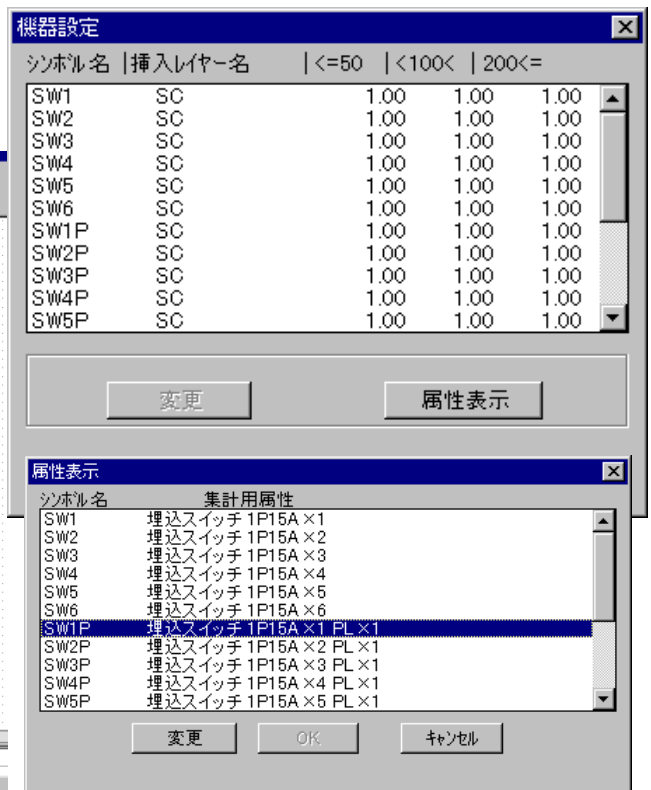 機器設定
シンボル名 |挿入レイヤー名 |<=50 |<100< | 200<=
SW1 SC 1.00 1.00 1.00
SW2 SC 1.00 1.00 1.00
SW3 SC 1.00 1.00 1.00
SW4 SC 1.00 1.00 1.00
SW5 SC 1.00 1.00 1.00
SW6 SC 1.00 1.00 1.00
SW1P SC 1.00 1.00 1.00
SW2P SC 1.00 1.00 1.00
SW3P SC 1.00 1.00 1.00
SW4P SC 1.00 1.00 1.00
SW5P SC 1.00 1.00 1.00
変更 属性表示
属性表示
シンボル名 集計用属性
SW1 埋込スイッチ 1P15A×1
SW2 埋込スイッチ 1P15A×2
SW3 埋込スイッチ 1P15A×3
SW4 埋込スイッチ 1P15A×4
SW5 埋込スイッチ 1P15A×5
SW6 埋込スイッチ 1P15A×6
SW1P 埋込スイッチ 1P15A×1 PL×1
SW2P 埋込スイッチ 1P15A×2 PL×1
SW3P 埋込スイッチ 1P15A×3 PL×1
SW4P 埋込スイッチ 1P15A×4 PL×1
SW5P 埋込スイッチ 1P15A×5 PL×1
変更 OK キャンセル